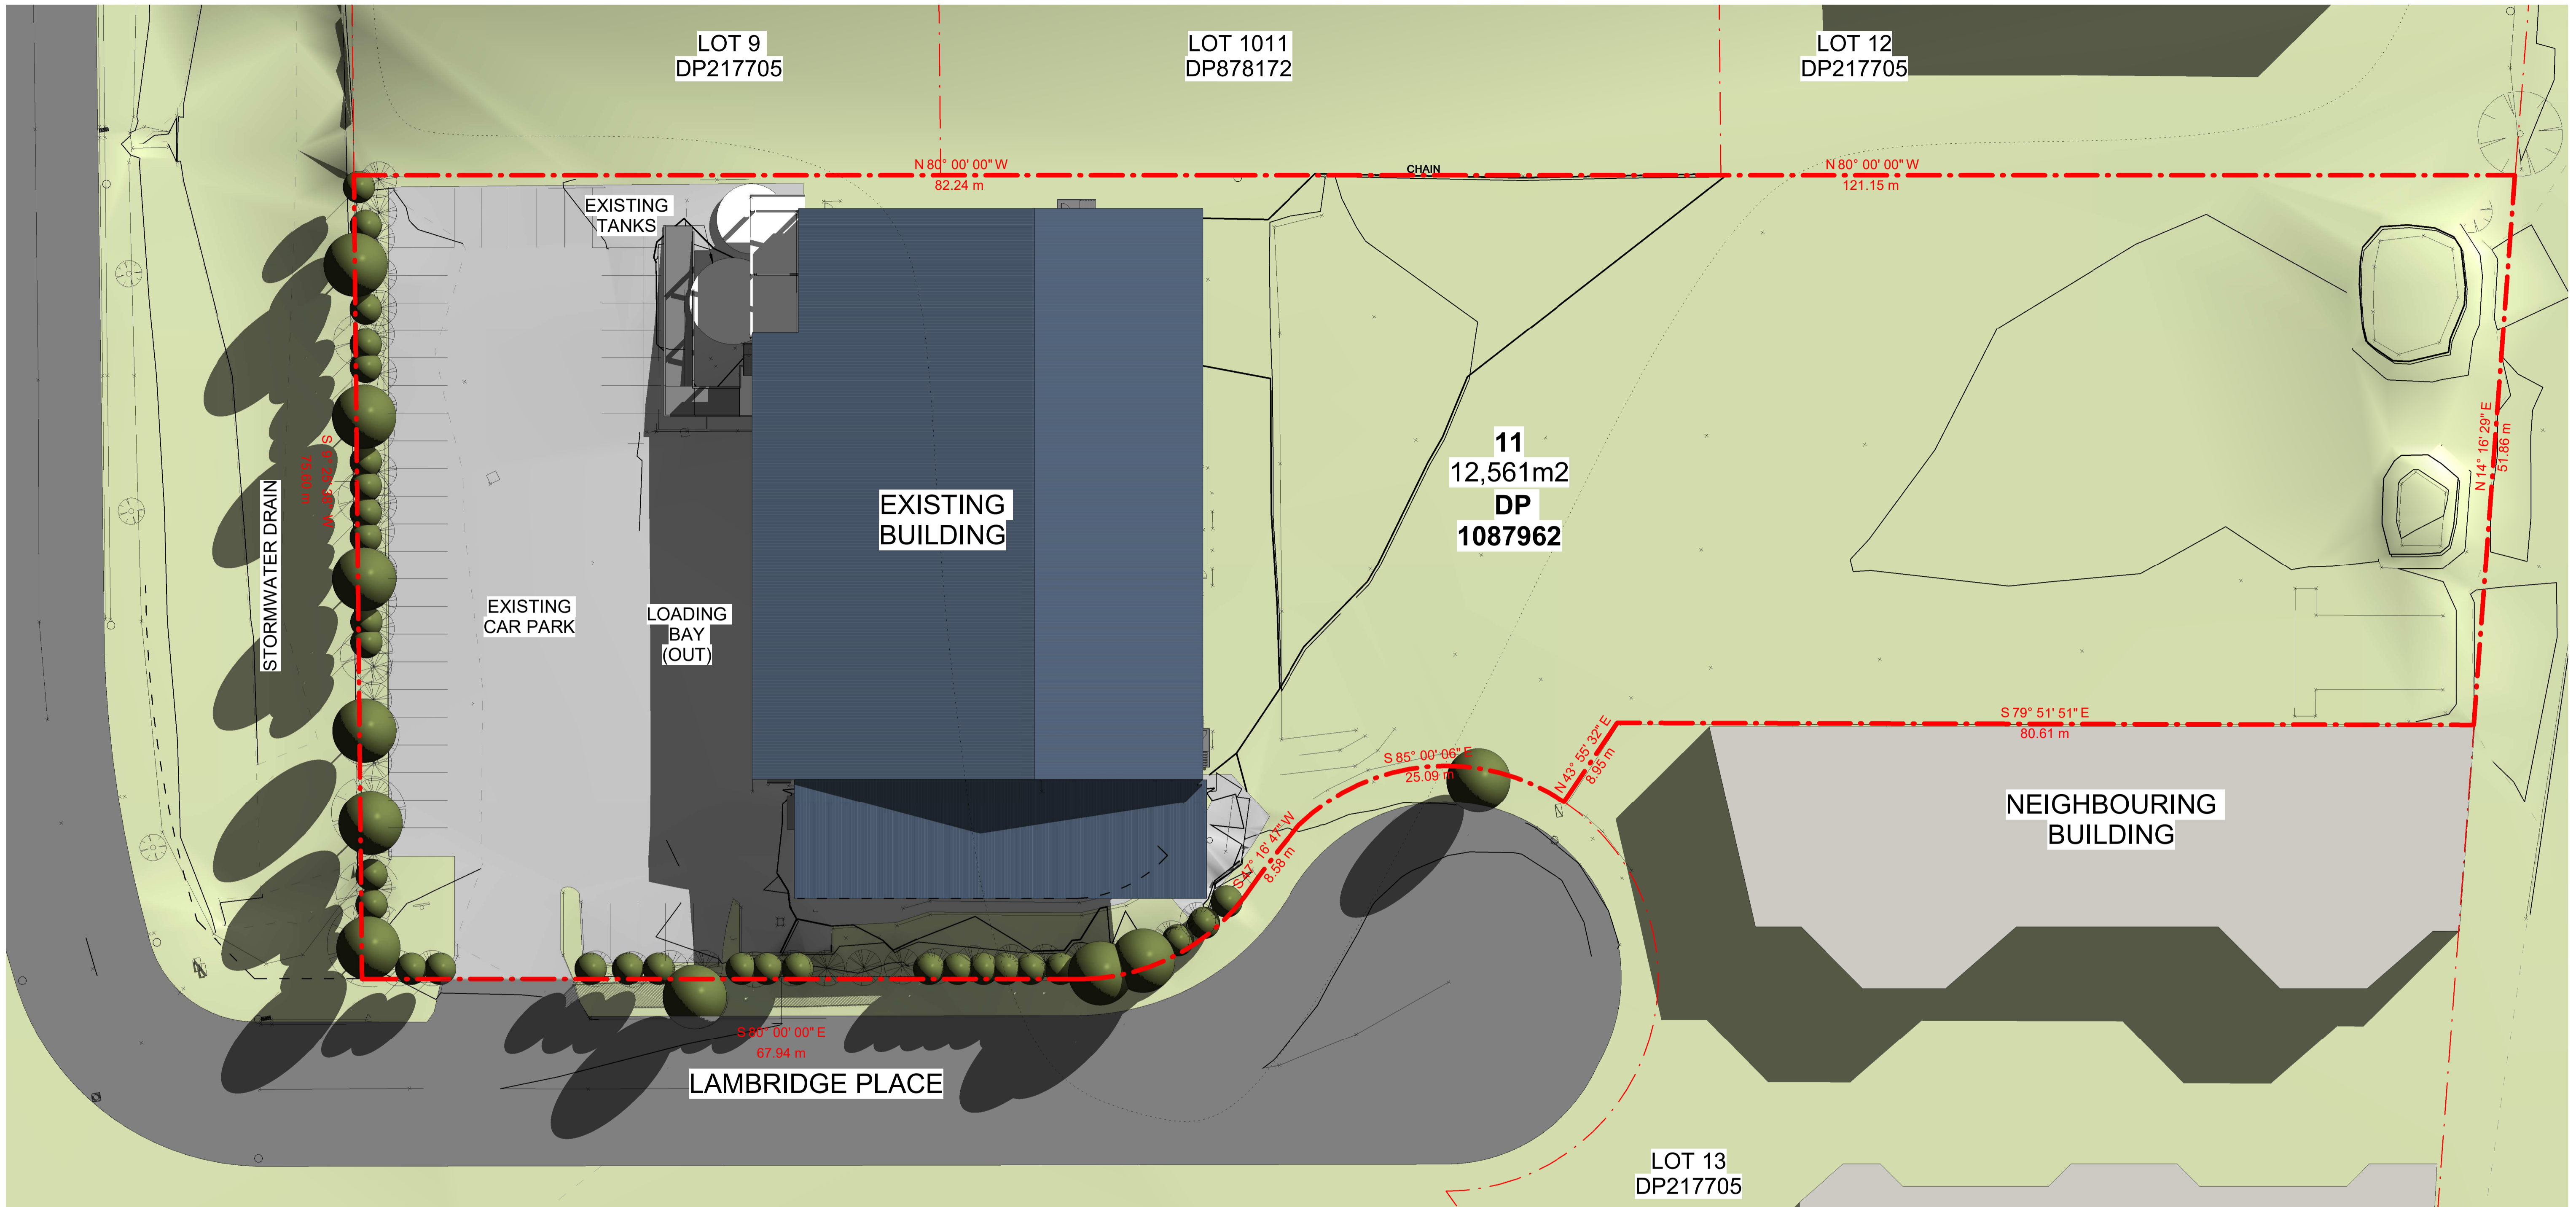 LOT 9
DP217705
LOT 1011
DP878172
LOT 12
DP217705
N 80° 00' 00" W
82.24 m
CHAIN
N 80° 00' 00" W
121.15 m
EXISTING
TANKS
N 14° 16' 29" E
51.86 m
11
12,561m2
DP
1087962
EXISTING
BUILDING
STORMWATER DRAIN
EXISTING
CAR PARK
LOADING
BAY
(OUT)
S 79° 51' 51" E
80.61 m
N 43° 55' 32" E
8.95 m
S 85° 00' 06" E
25.09 m
S 47° 16' 47" W
8.58 m
NEIGHBOURING
BUILDING
S 80° 00' 00" E
67.94 m
LAMBRIDGE PLACE
LOT 13
DP217705